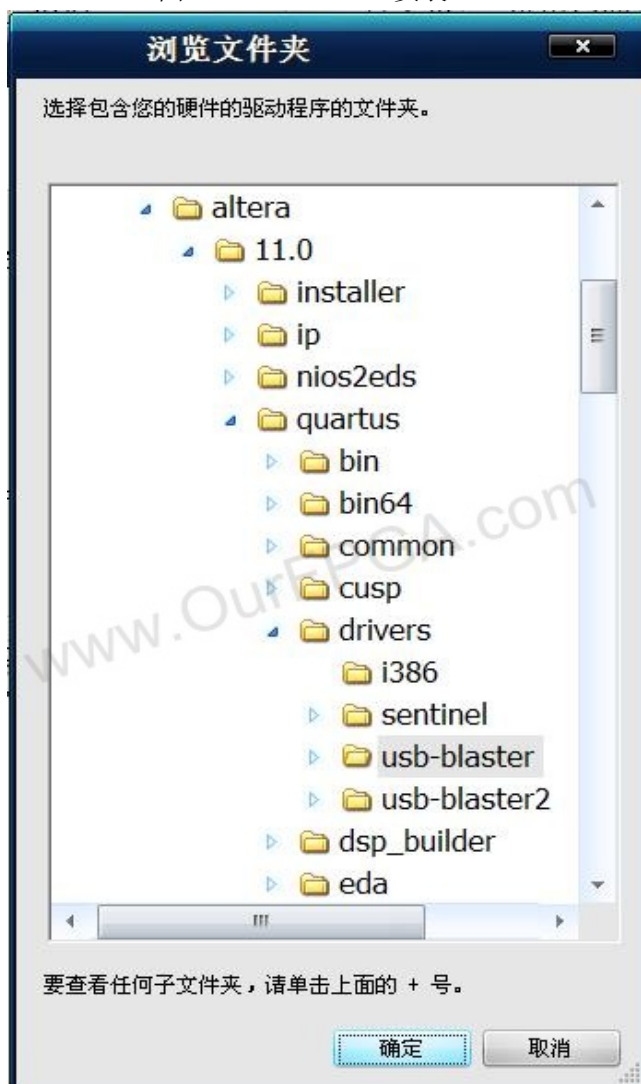 浏览文件夹
选择包含您的硬件的驱动程序的文件夹。
altera
11.0
installer
ip
nios2eds
quartus
bin
bin64
common
cusp
drivers
i386
sentinel
usb-blaster
usb-blaster2
dsp_builder
eda
www.OurFPGA.com
要查看任何子文件夹，请单击上面的 + 号。
确定 取消